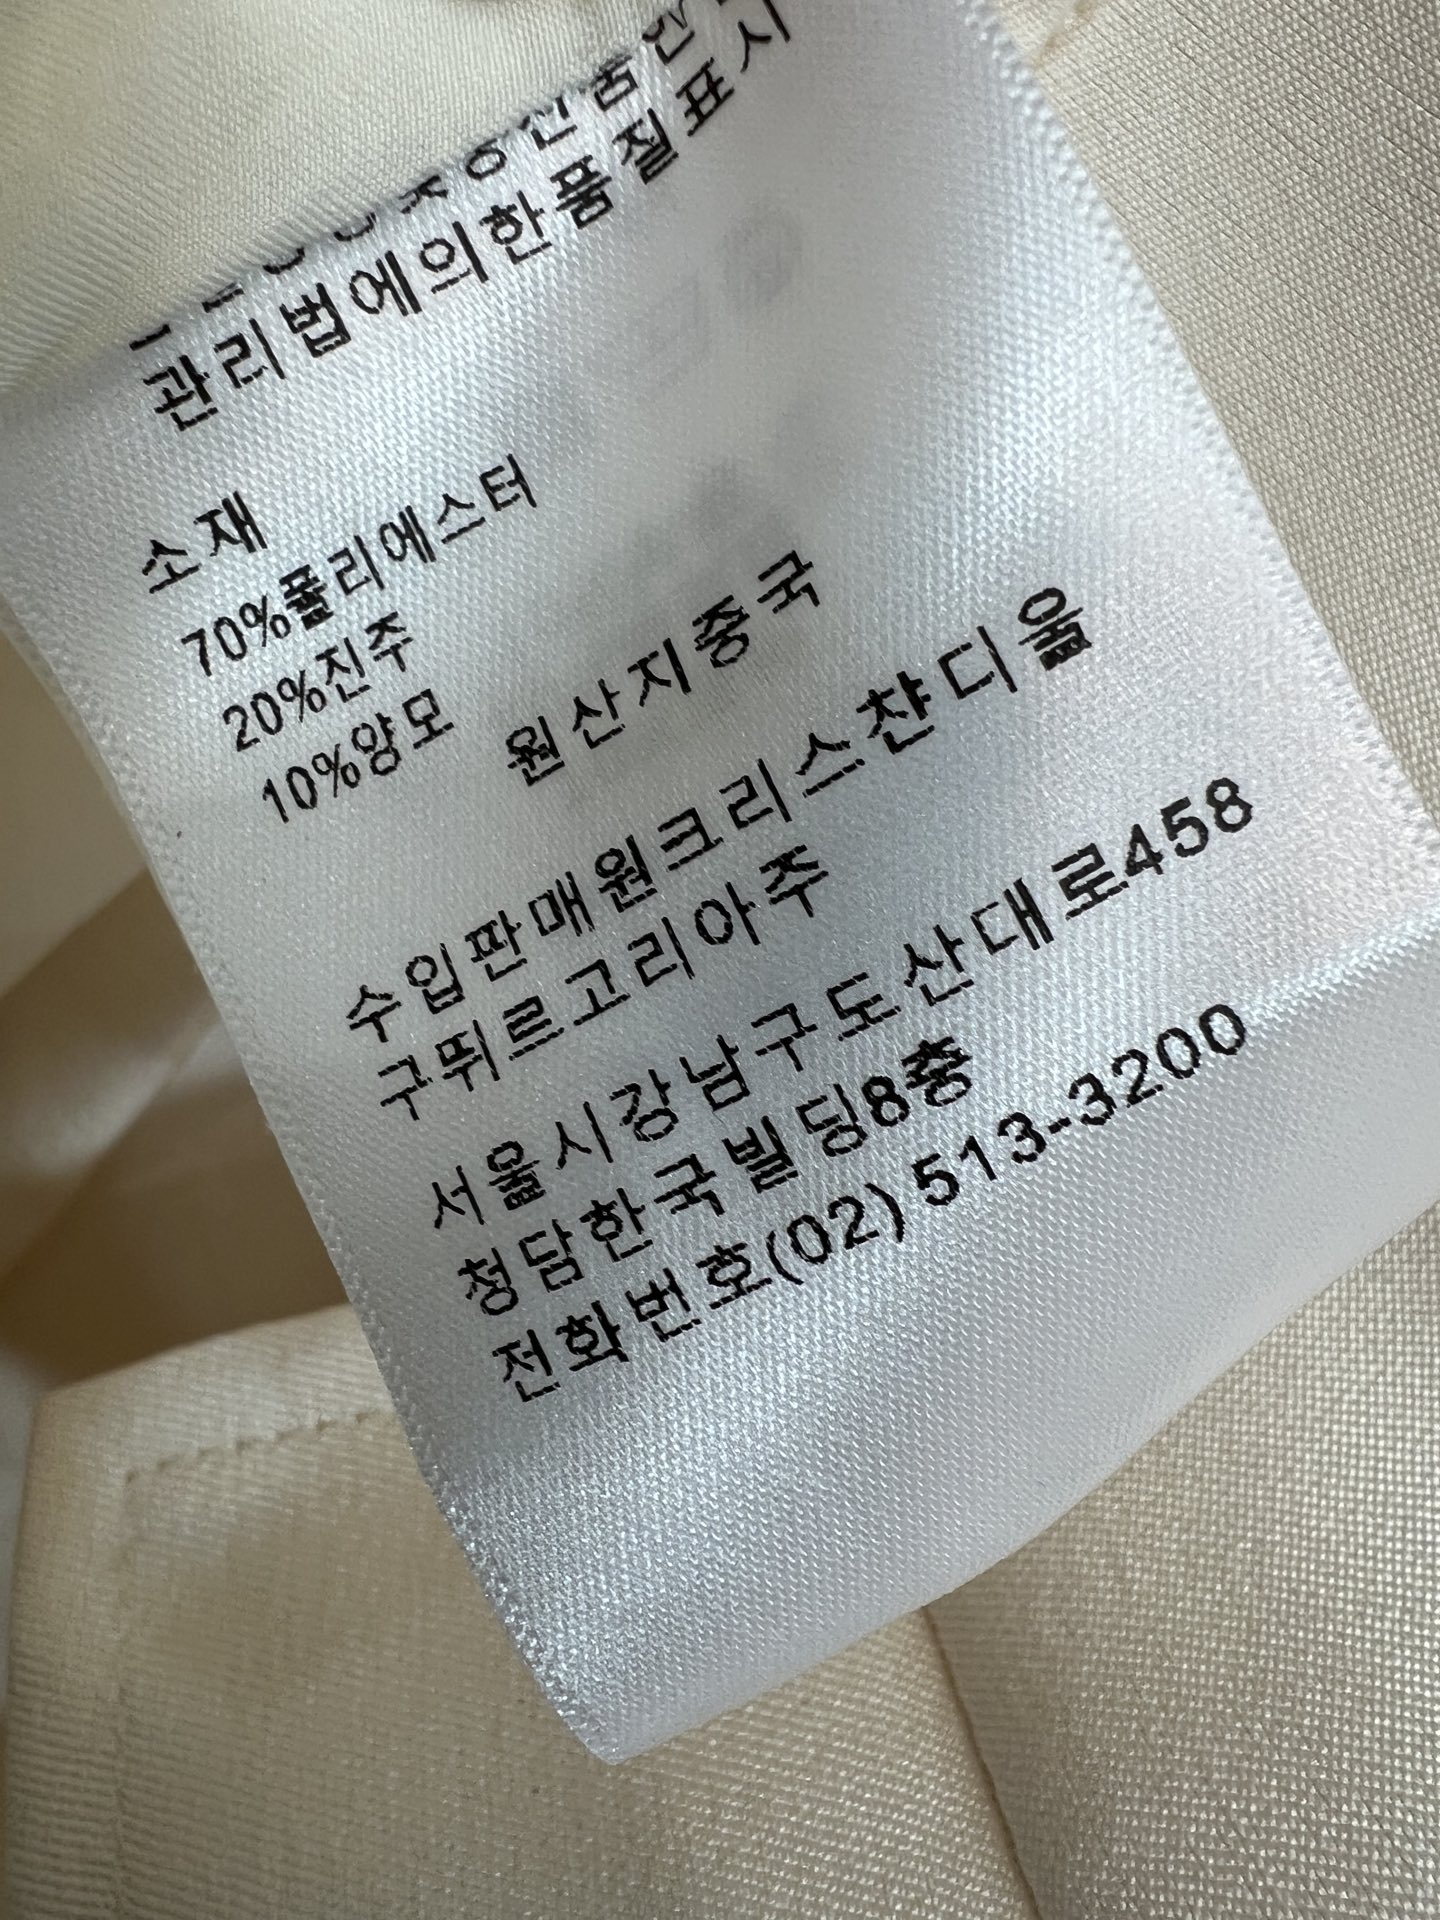 관리법에의한품질표시
소재
70%폴리에스터
20%진주
10%양모
원산지중국
수입판매원크리스챤디올
구뛰르고리아주
서울시강남구도산대로458
청담한국벨딩8층
전화번호(02) 513-3200